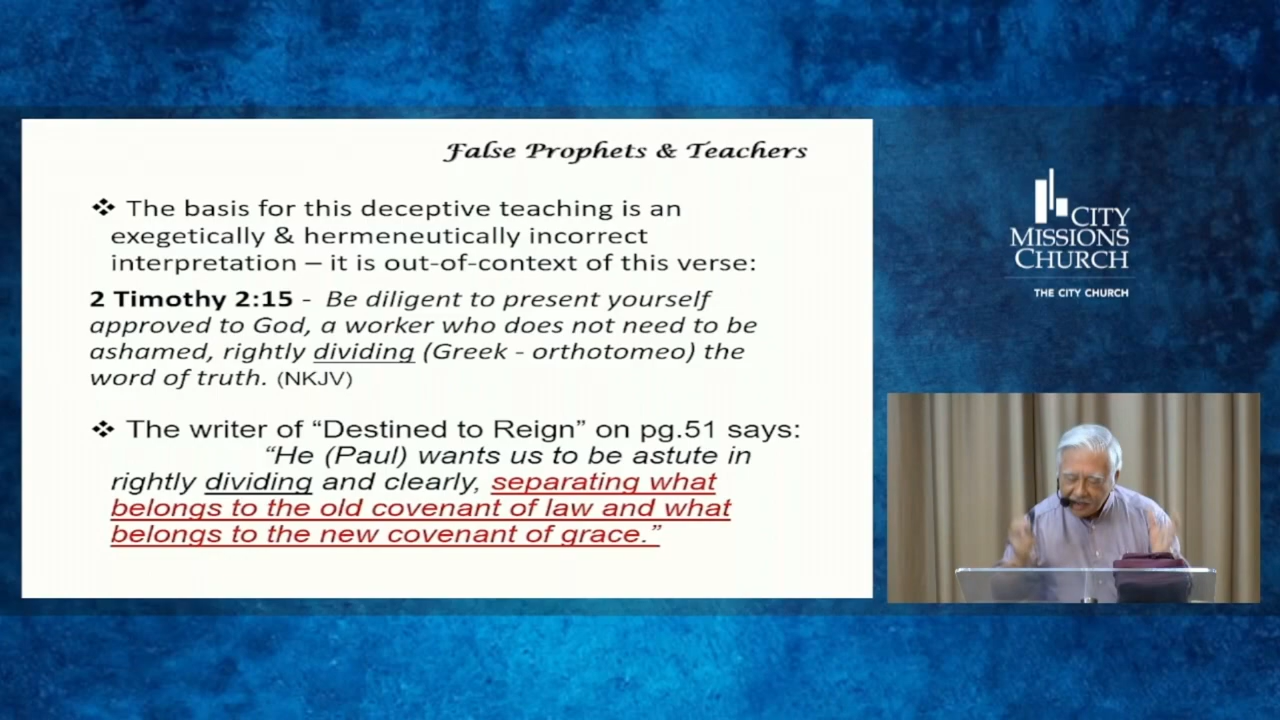 False Prophets & Teachers
❖ The basis for this deceptive teaching is an
exegetically & hermeneutically incorrect
interpretation – it is out-of-context of this verse:
2 Timothy 2:15 - Be diligent to present yourself
approved to God, a worker who does not need to be
ashamed, rightly dividing (Greek - orthotomeo) the
word of truth. (NKJV)
❖ The writer of “Destined to Reign” on pg.51 says:
“He (Paul) wants us to be astute in
rightly dividing and clearly, separating what
belongs to the old covenant of law and what
belongs to the new covenant of grace.”
CITY
MISSIONS
CHURCH
THE CITY CHURCH